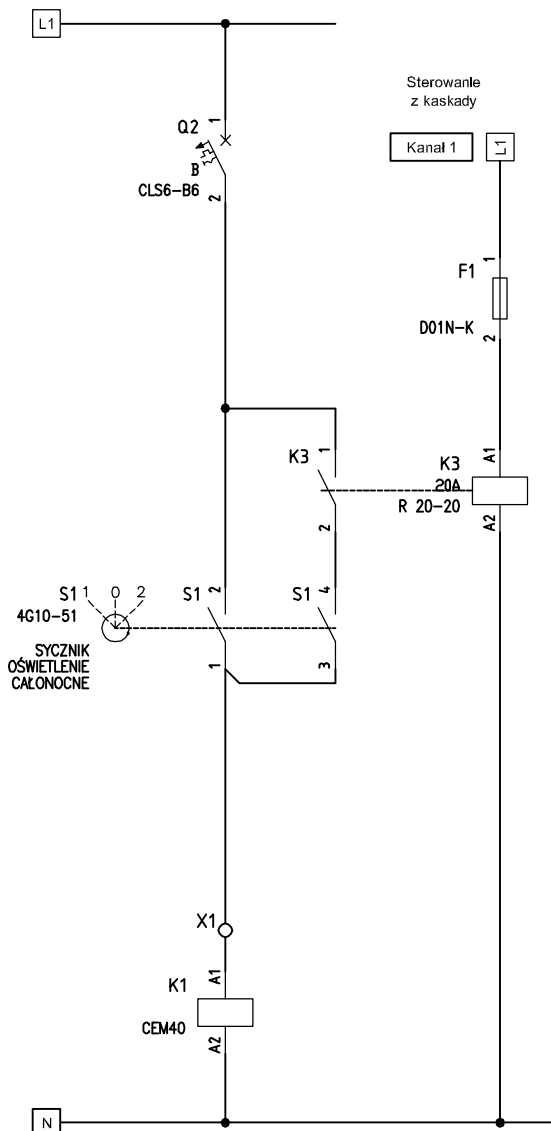 L1
Sterowanie
z kaskady
Kanał 1
L1
1
Q2
B
CLS6-B6
2
1
F1
D01N-K
2
1
K3
2
A1
K3
20A
R 20-20
A2
S1 1 0 2
4G10-51
SYCZNIK
OŚWIETLENIE
CAŁONOCNE
2
S1
1
4
S1
3
X1
A1
K1
CEM40
A2
N